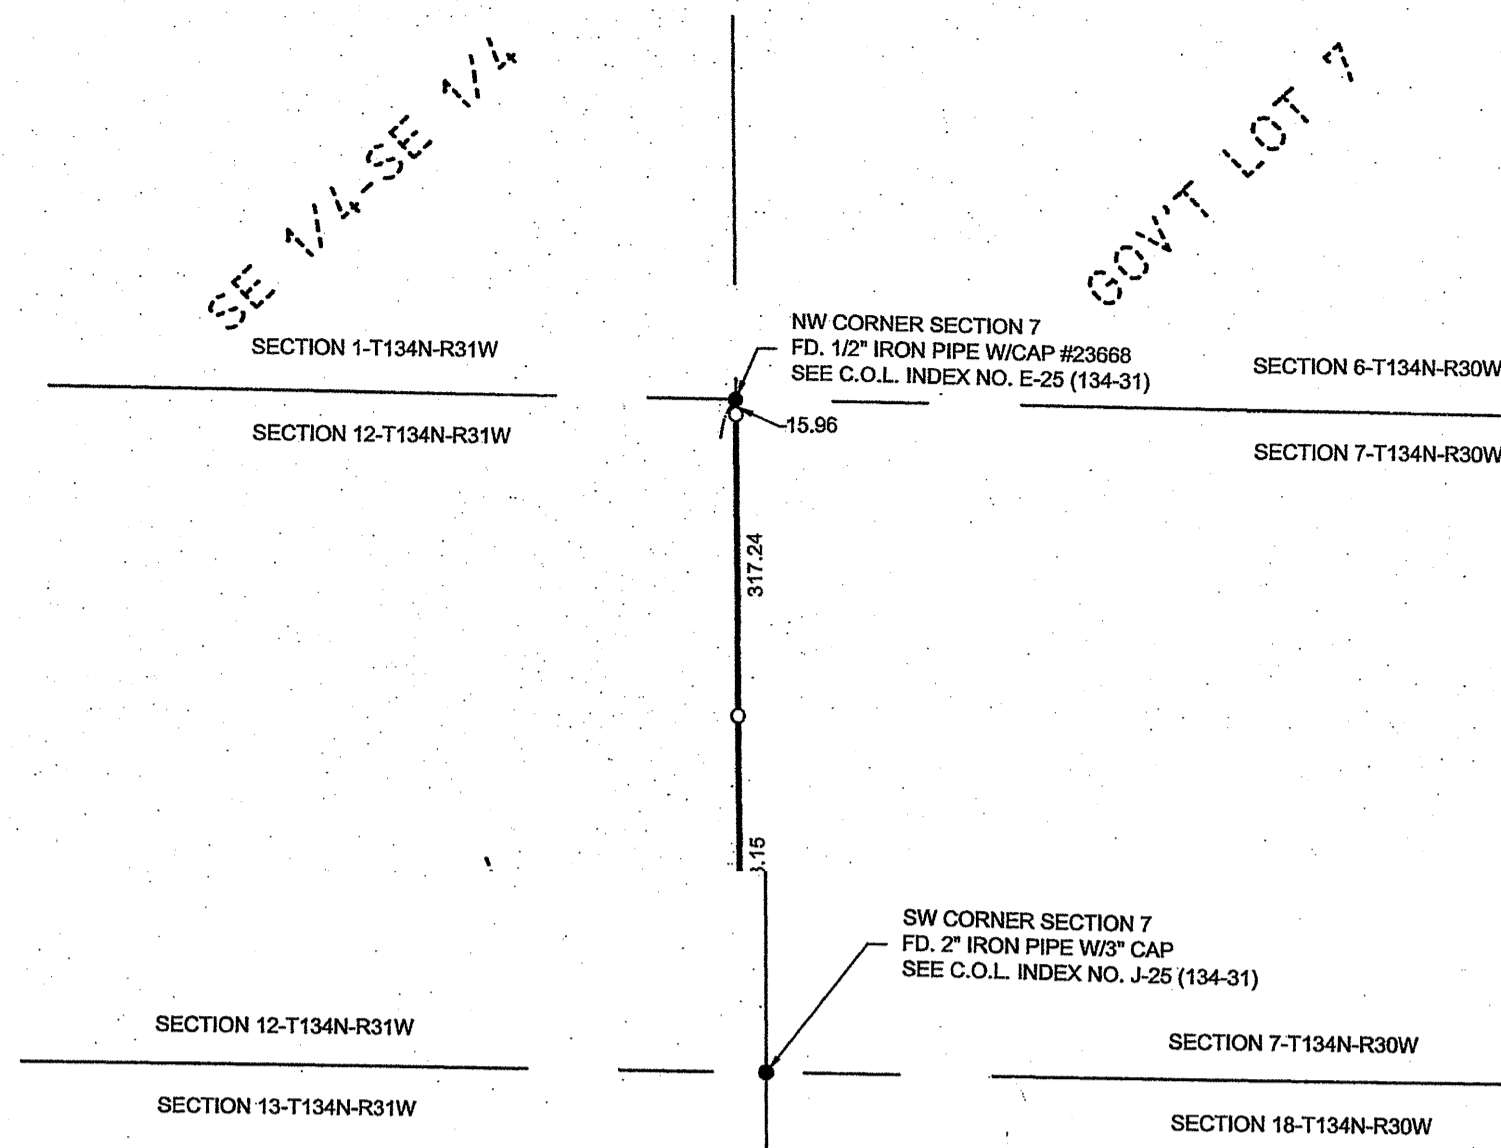 SE 1/4-SE 1/4
GOV'T LOT 7
NW CORNER SECTION 7
FD. 1/2" IRON PIPE W/CAP #23668
SEE C.O.L. INDEX NO. E-25 (134-31)
SECTION 1-T134N-R31W
SECTION 6-T134N-R30W
15.96
SECTION 12-T134N-R31W
SECTION 7-T134N-R30W
317.24
.15
SW CORNER SECTION 7
FD. 2" IRON PIPE W/3" CAP
SEE C.O.L. INDEX NO. J-25 (134-31)
SECTION 12-T134N-R31W
SECTION 7-T134N-R30W
SECTION 13-T134N-R31W
SECTION 18-T134N-R30W